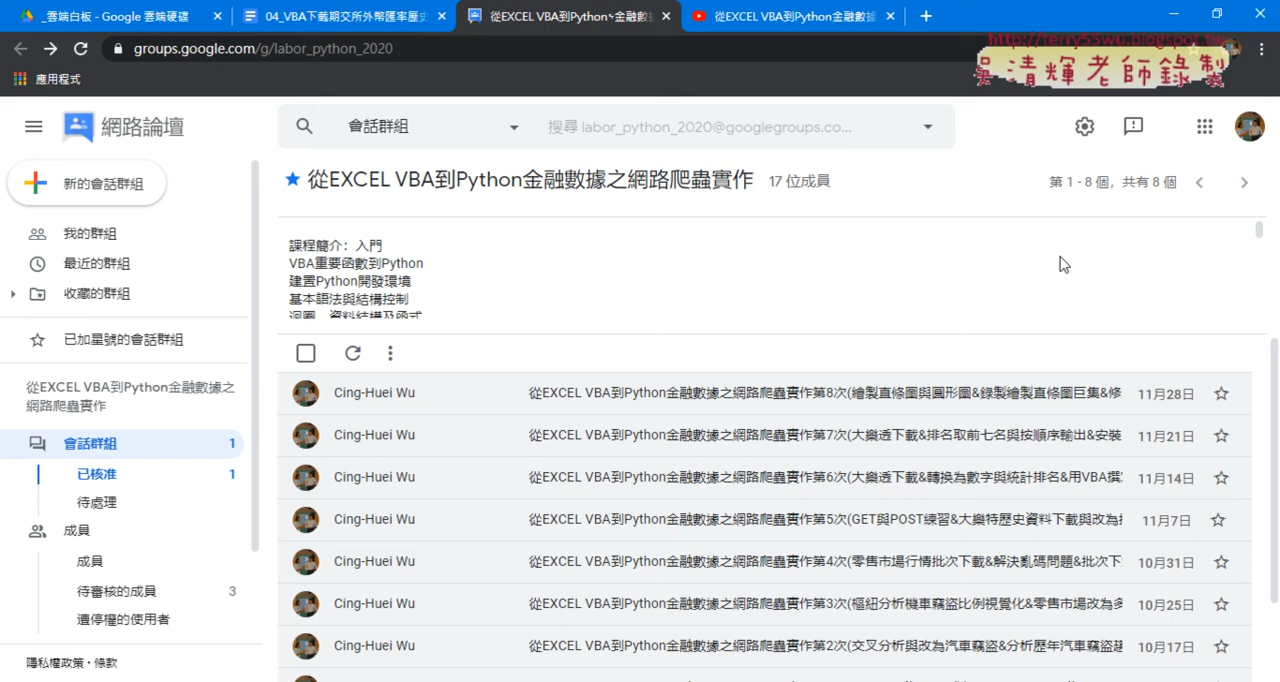 _雲端白板 - Google 雲端硬碟
04_VBA下載期交所外幣匯率歷史
從EXCEL VBA到Python金融數據
從EXCEL VBA到Python金融數據
groups.google.com/g/labor_python_2020
http://terry55wu.blogspot.tw
吳清輝老師錄製
應用程式
網路論壇
會話群組
搜尋 labor_python_2020@googlegroups.co...
新的會話群組
從EXCEL VBA到Python金融數據之網路爬蟲實作
17 位成員
第 1 - 8 個，共有 8 個
我的群組
最近的群組
收藏的群組
已加星號的會話群組
課程簡介：入門
VBA重要函數到Python
建置Python開發環境
基本語法與結構控制
迴圈、資料結構及函式
從EXCEL VBA到Python金融數據之
網路爬蟲實作
會話群組 1
已核准 1
待處理
成員
成員
待審核的成員 3
遭停權的使用者
隱私權政策・條款
Cing-Huei Wu 從EXCEL VBA到Python金融數據之網路爬蟲實作第8次(繪製直條圖與圓形圖&錄製繪製直條圖巨集&修 11月28日
Cing-Huei Wu 從EXCEL VBA到Python金融數據之網路爬蟲實作第7次(大樂透下載&排名取前七名與按順序輸出&安裝 11月21日
Cing-Huei Wu 從EXCEL VBA到Python金融數據之網路爬蟲實作第6次(大樂透下載&轉換為數字與統計排名&用VBA撰 11月14日
Cing-Huei Wu 從EXCEL VBA到Python金融數據之網路爬蟲實作第5次(GET與POST練習&大樂特歷史資料下載與改為 11月7日
Cing-Huei Wu 從EXCEL VBA到Python金融數據之網路爬蟲實作第4次(零售市場行情批次下載&解決亂碼問題&批次下 10月31日
Cing-Huei Wu 從EXCEL VBA到Python金融數據之網路爬蟲實作第3次(樞紐分析機車竊盜比例視覺化&零售市場改為多 10月25日
Cing-Huei Wu 從EXCEL VBA到Python金融數據之網路爬蟲實作第2次(交叉分析與改為汽車竊盜&分析歷年汽車竊盜趨 10月17日